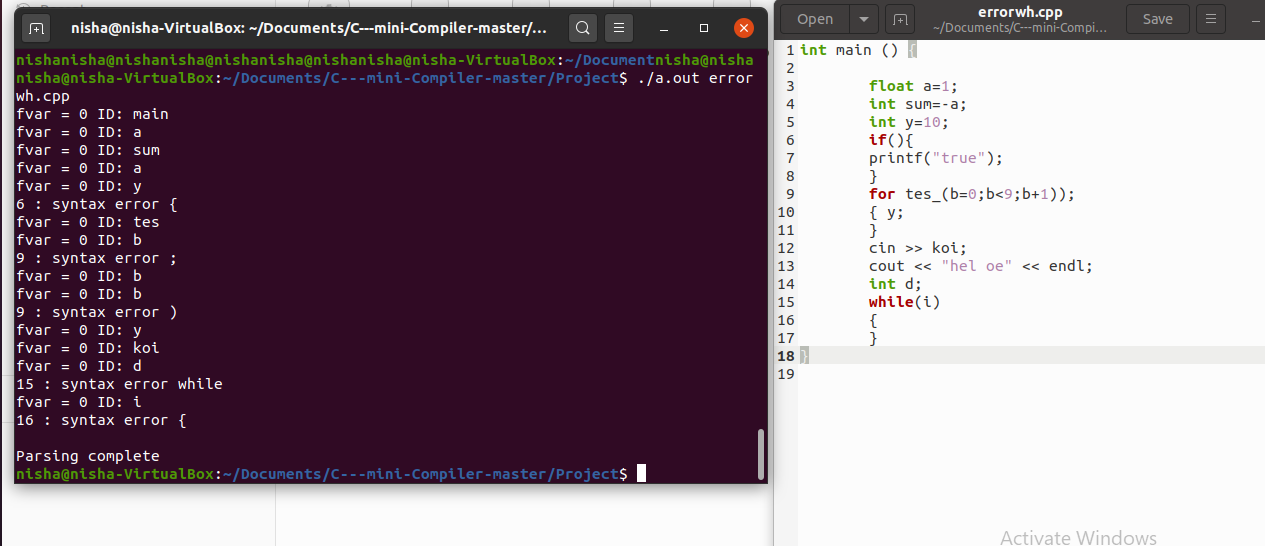 nisha@nisha-VirtualBox: ~/Documents/C---mini-Compiler-master/...
nishanisha@nishanisha@nishanisha@nishanisha@nisha-VirtualBox:~/Documentnisha@nisha
nisha@nisha-VirtualBox:~/Documents/C---mini-Compiler-master/Project$ ./a.out error
wh.cpp
fvar = 0 ID: main
fvar = 0 ID: a
fvar = 0 ID: sum
fvar = 0 ID: a
fvar = 0 ID: y
6 : syntax error {
fvar = 0 ID: tes
fvar = 0 ID: b
9 : syntax error ;
fvar = 0 ID: b
fvar = 0 ID: b
9 : syntax error )
fvar = 0 ID: y
fvar = 0 ID: koi
fvar = 0 ID: d
15 : syntax error while
fvar = 0 ID: i
16 : syntax error {
Parsing complete
nisha@nisha-VirtualBox:~/Documents/C---mini-Compiler-master/Project$
Open
errorwh.cpp
~/Documents/C---mini-Compi...
Save
1 int main () {
2
3 float a=1;
4 int sum=-a;
5 int y=10;
6 if(){
7 printf("true");
8 }
9 for tes_(b=0;b<9;b+1));
10 { y;
11 }
12 cin >> koi;
13 cout << "hel oe" << endl;
14 int d;
15 while(i)
16 {
17 }
18 }
19
Activate Windows